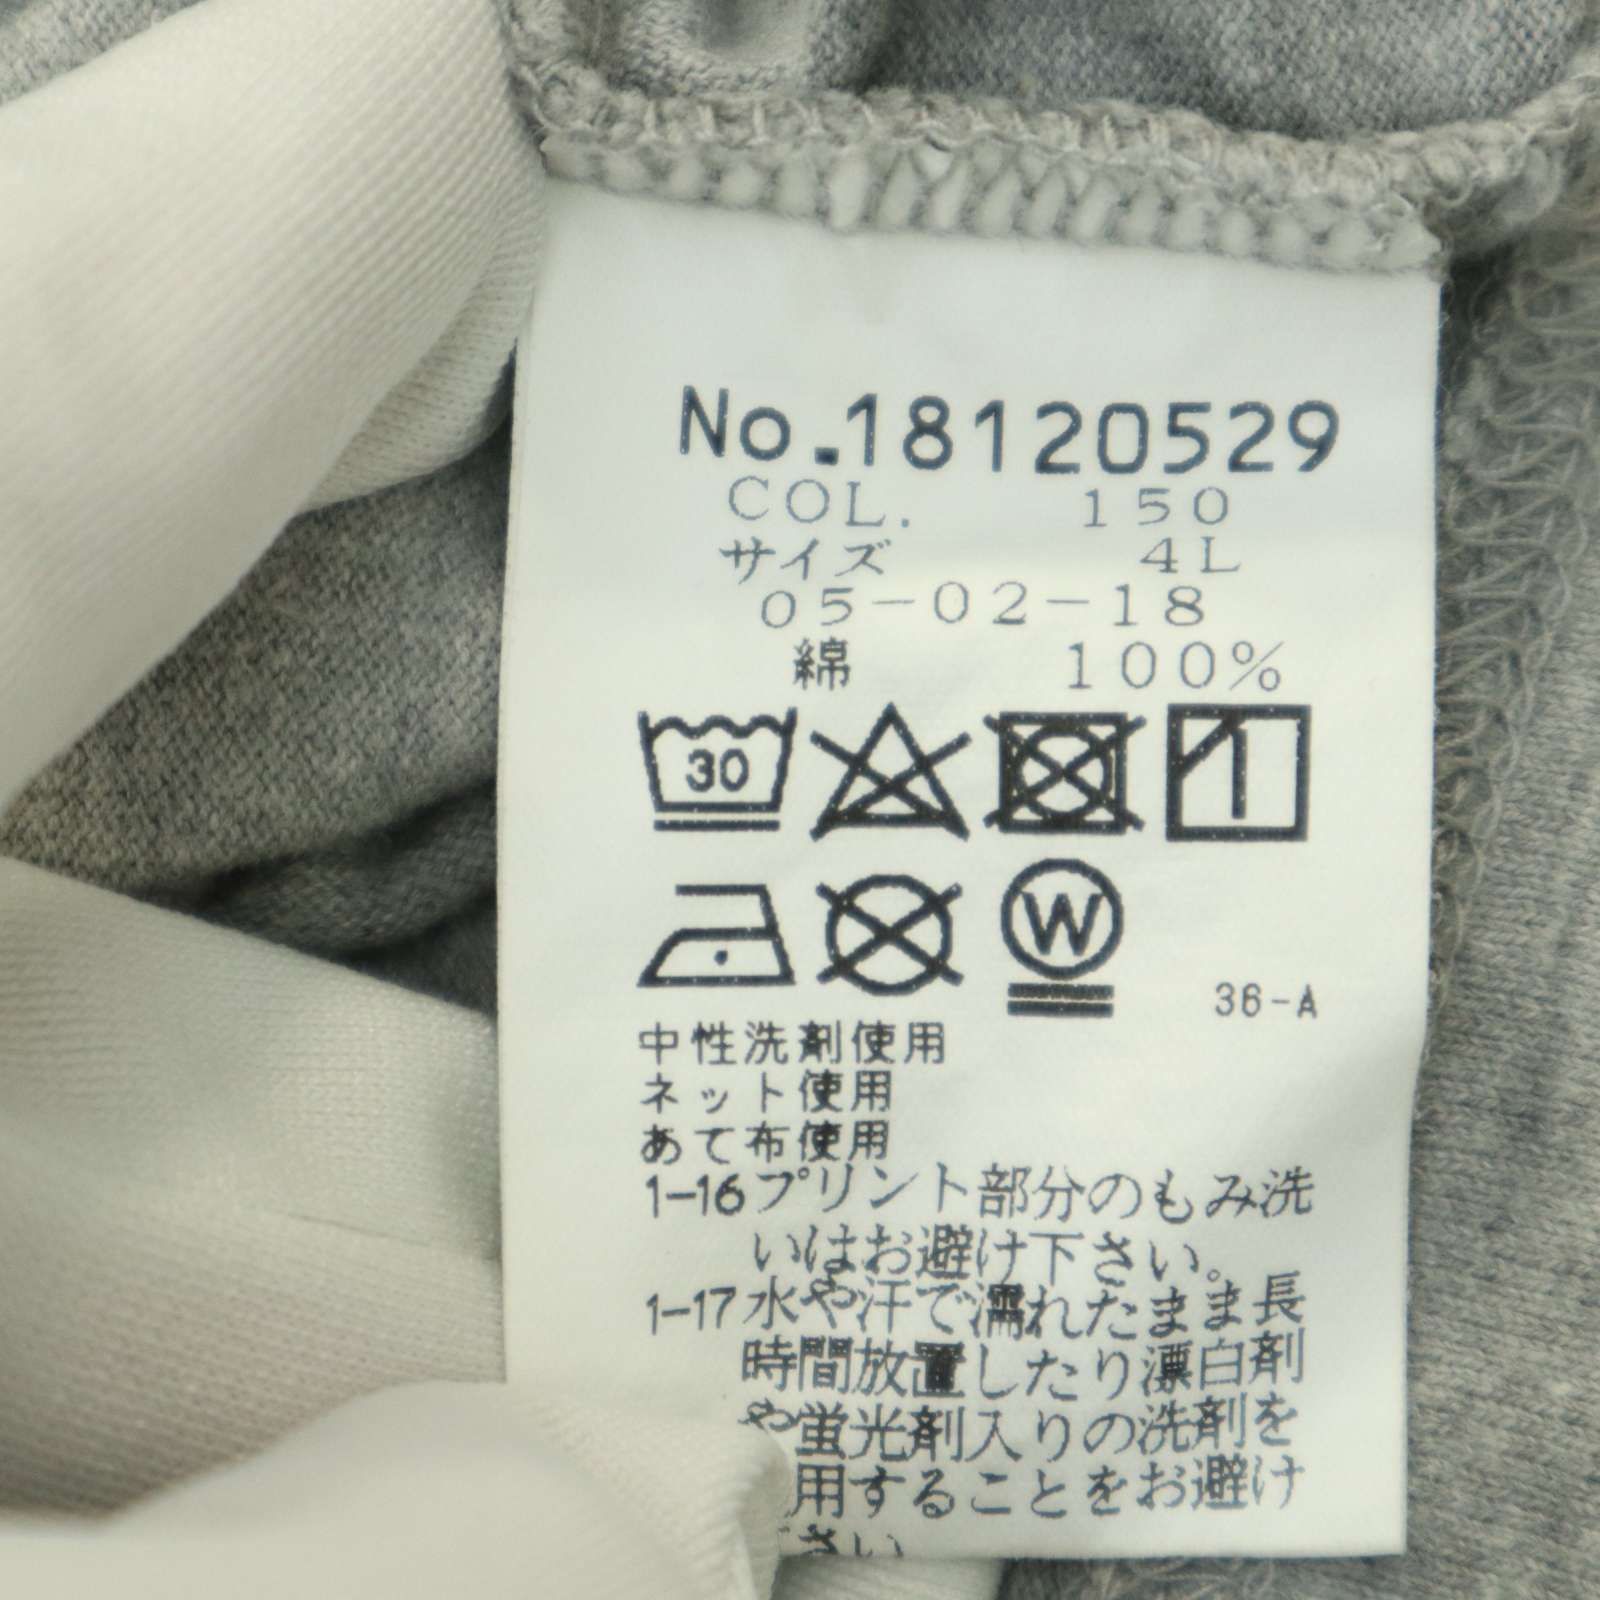 No.18120529
COL. 150
サイズ 4L
05-02-18
綿 100%
30
W
36-A
中性洗剤使用
ネット使用
あて布使用
1-16プリント部分のもみ洗
いはお避け下さい。
1-17水や汗で濡れたまま長
時間放置したり漂白剤
や蛍光剤入りの洗剤を
用することをお避け
さい